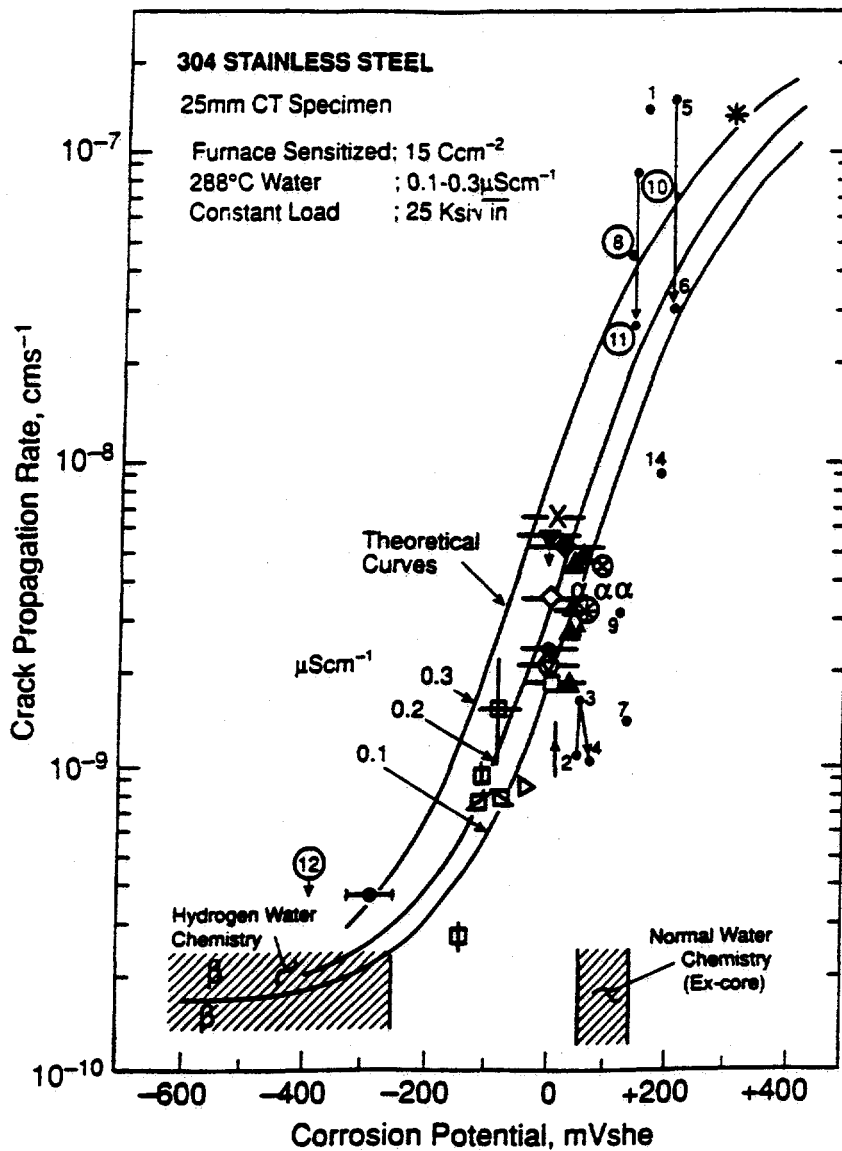 304 STAINLESS STEEL
25mm CT Specimen
Furnace Sensitized; 15 Ccm⁻²
288°C Water ; 0.1-0.3μScm⁻¹
Constant Load ; 25 Ksi√in
1
5
10
8
6
11
14
10⁻⁷
10⁻⁸
10⁻⁹
10⁻¹⁰
Crack Propagation Rate, cms⁻¹
Theoretical
Curves
α α α
9
μScm⁻¹
0.3
0.2
0.1
3
7
2
4
12
Hydrogen Water
Chemistry
Normal Water
Chemistry
(Ex-core)
β
β
−600 −400 −200 0 +200 +400
Corrosion Potential, mVshe